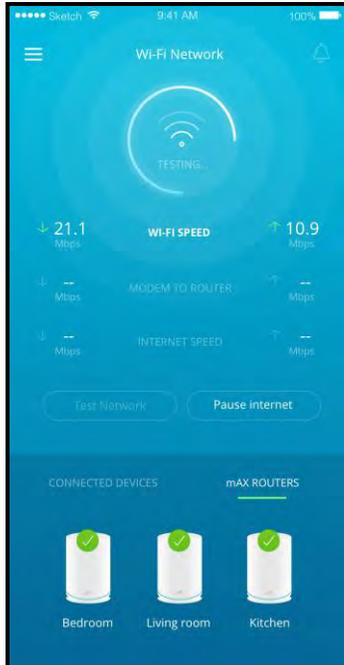 Sketch 9:41 AM 100%
Wi-Fi Network
TESTING...
↓ 21.1 WI-FI SPEED ↑ 10.9
Mbps Mbps
↓ -- MODEM TO ROUTER ↑ --
Mbps Mbps
↓ -- INTERNET SPEED ↑ --
Mbps Mbps
Test Network Pause internet
CONNECTED DEVICES mAX ROUTERS
Bedroom Living room Kitchen